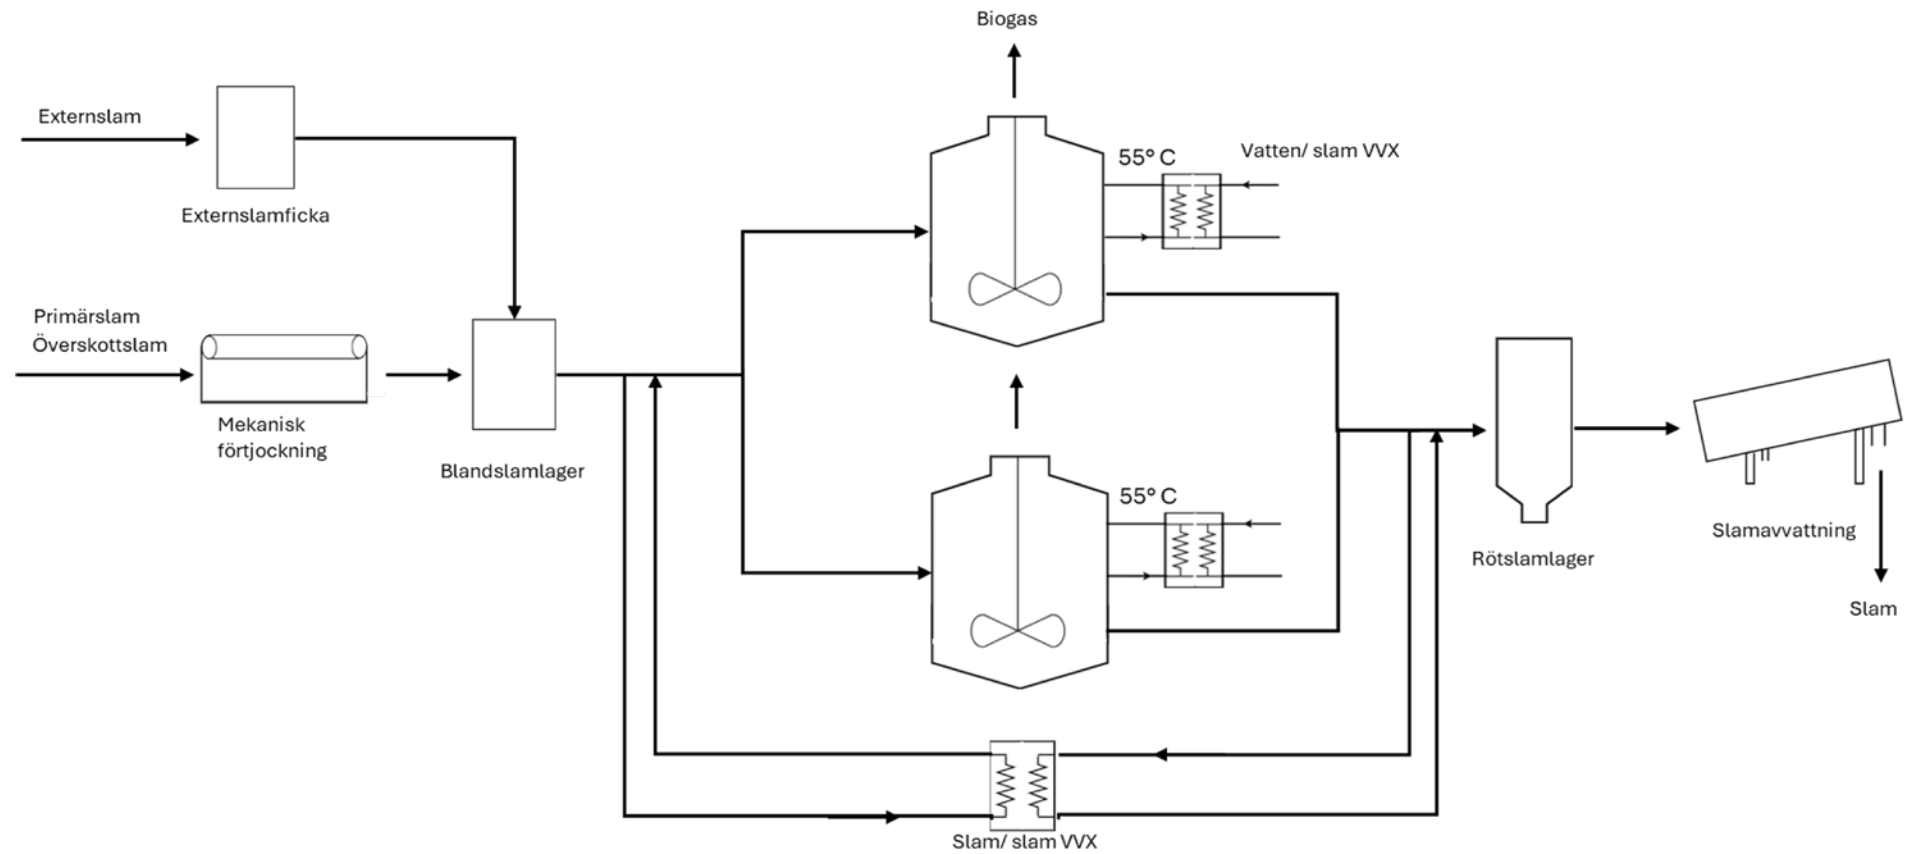 Biogas
Externslam
Externslamficka
55° C
Vatten/ slam VVX
Primärslam
Överskottslam
Mekanisk
förtjockning
Blandslamlager
55° C
Rötslamlager
Slamavvattning
Slam
Slam/ slam VVX